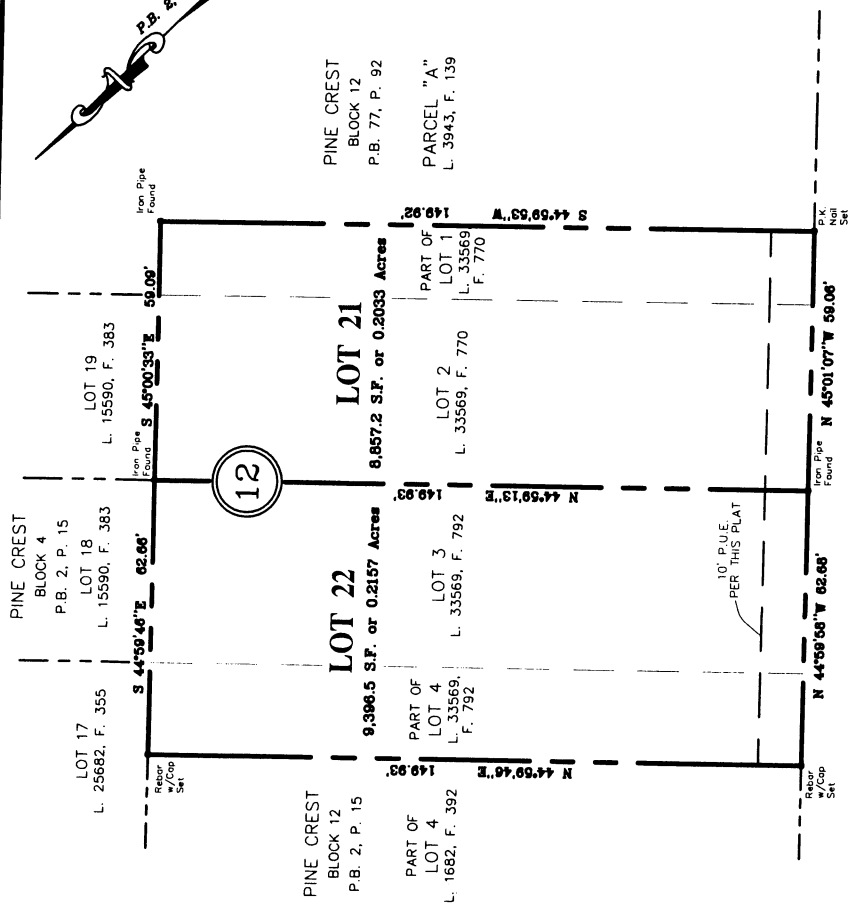 P.B. 2,
PINE CREST
BLOCK 4
P.B. 2, P. 15
LOT 17
L. 25682, F. 355
LOT 18
L. 15590, F. 383
LOT 19
L. 15590, F. 383
PINE CREST
BLOCK 12
P.B. 77, P. 92
PARCEL "A"
L. 3943, F. 139
Rebar
w/Cap
Set
S 44°59'46"E 62.66'
Iron Pipe
Found
S 45°00'33"E 59.09'
Iron Pipe
Found
12
LOT 22
9,396.5 S.F. or 0.2157 Acres
LOT 21
8,857.2 S.F. or 0.2033 Acres
PINE CREST
BLOCK 12
P.B. 2, P. 15
PART OF
LOT 4
L. 1682, F. 392
N 44°59'46"E 149.93'
PART OF
LOT 4
L. 33569,
F. 792
LOT 3
L. 33569, F. 792
N 44°59'13"E 149.93'
LOT 2
L. 33569, F. 770
PART OF
LOT 1
L. 33569
F. 770
S 44°59'53"W 149.92'
10' P.U.E.
PER THIS PLAT
Rebar
w/Cap
Set
N 44°59'58"W 62.68'
Iron Pipe
Found
N 45°01'07"W 59.06'
P.K.
Nail
Set